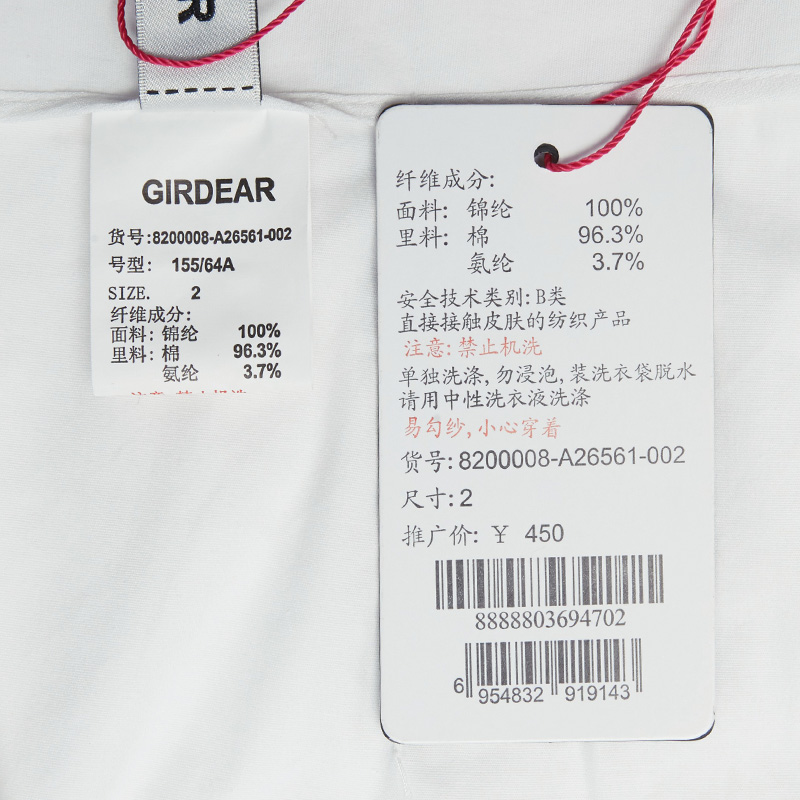 R
GIRDEAR
货号:8200008-A26561-002
号型: 155/64A
SIZE. 2
纤维成分:
面料: 锦纶 100%
里料: 棉 96.3%
氨纶 3.7%
纤维成分:
面料: 锦纶 100%
里料: 棉 96.3%
氨纶 3.7%
安全技术类别: B类
直接接触皮肤的纺织产品
注意: 禁止机洗
单独洗涤, 勿浸泡, 装洗衣袋脱水
请用中性洗衣液洗涤
易勾纱, 小心穿着
货号: 8200008-A26561-002
尺寸: 2
推广价: ¥ 450
8888803694702
6 954832 919143